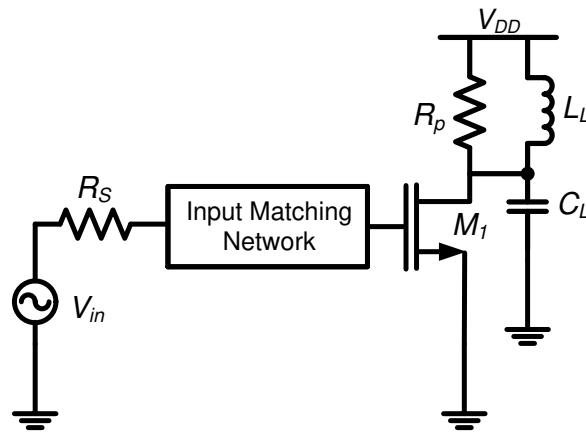 V_DD
R_p
L_L
R_S
Input Matching
Network
M_1
C_L
V_in